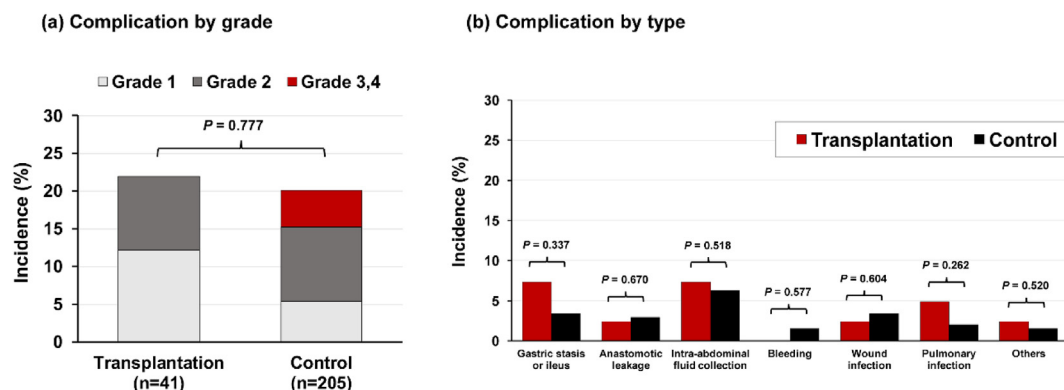 (a) Complication by grade
Grade 1 Grade 2 Grade 3,4
Incidence (%)
30
25
20
15
10
5
0
P = 0.777
Transplantation
(n=41)
Control
(n=205)
(b) Complication by type
Transplantation Control
Incidence (%)
30
25
20
15
10
5
0
P = 0.337
P = 0.670
P = 0.518
P = 0.577
P = 0.604
P = 0.262
P = 0.520
Gastric stasis
or ileus
Anastomotic
leakage
Intra-abdominal
fluid collection
Bleeding
Wound
infection
Pulmonary
infection
Others